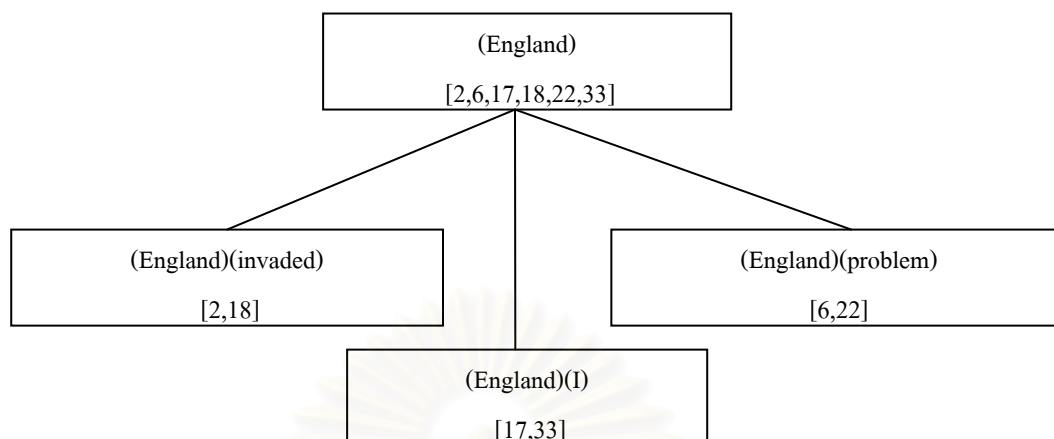 (England)
[2,6,17,18,22,33]
(England)(invaded)
[2,18]
(England)(problem)
[6,22]
(England)(I)
[17,33]